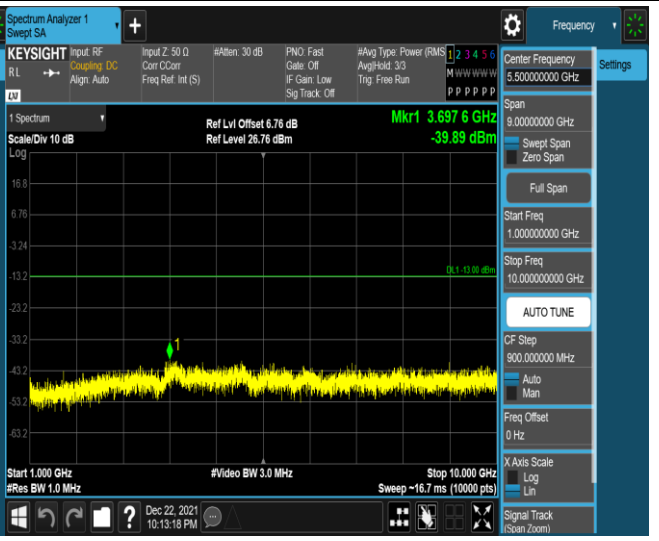 Spectrum Analyzer 1
Swept SA
Frequency
KEYSIGHT
Input: RF
Input Z: 50 Ω
#Atten: 30 dB
PNO: Fast
#Avg Type: Power (RMS
1 2 3 4 5 6
RL
Coupling: DC
Corr CCorr
Gate: Off
Avg|Hold: 3/3
M W W W W W
Align: Auto
Freq Ref: Int (S)
IF Gain: Low
Trig: Free Run
P P P P P P
Sig Track: Off
LXI
1 Spectrum
Scale/Div 10 dB
Log
Ref Lvl Offset 6.76 dB
Ref Level 26.76 dBm
Mkr1 3.697 6 GHz
-39.89 dBm
16.8
6.76
-3.24
-13.2
-23.2
-33.2
-43.2
-53.2
-63.2
DL1 -13.00 dBm
1
Start 1.000 GHz
#Video BW 3.0 MHz
Stop 10.000 GHz
#Res BW 1.0 MHz
Sweep ~16.7 ms (10000 pts)
Dec 22, 2021
10:13:18 PM
Center Frequency
5.500000000 GHz
Span
9.00000000 GHz
Swept Span
Zero Span
Full Span
Start Freq
1.000000000 GHz
Stop Freq
10.000000000 GHz
AUTO TUNE
CF Step
900.000000 MHz
Auto
Man
Freq Offset
0 Hz
X Axis Scale
Log
Lin
Signal Track
(Span Zoom)
Settings